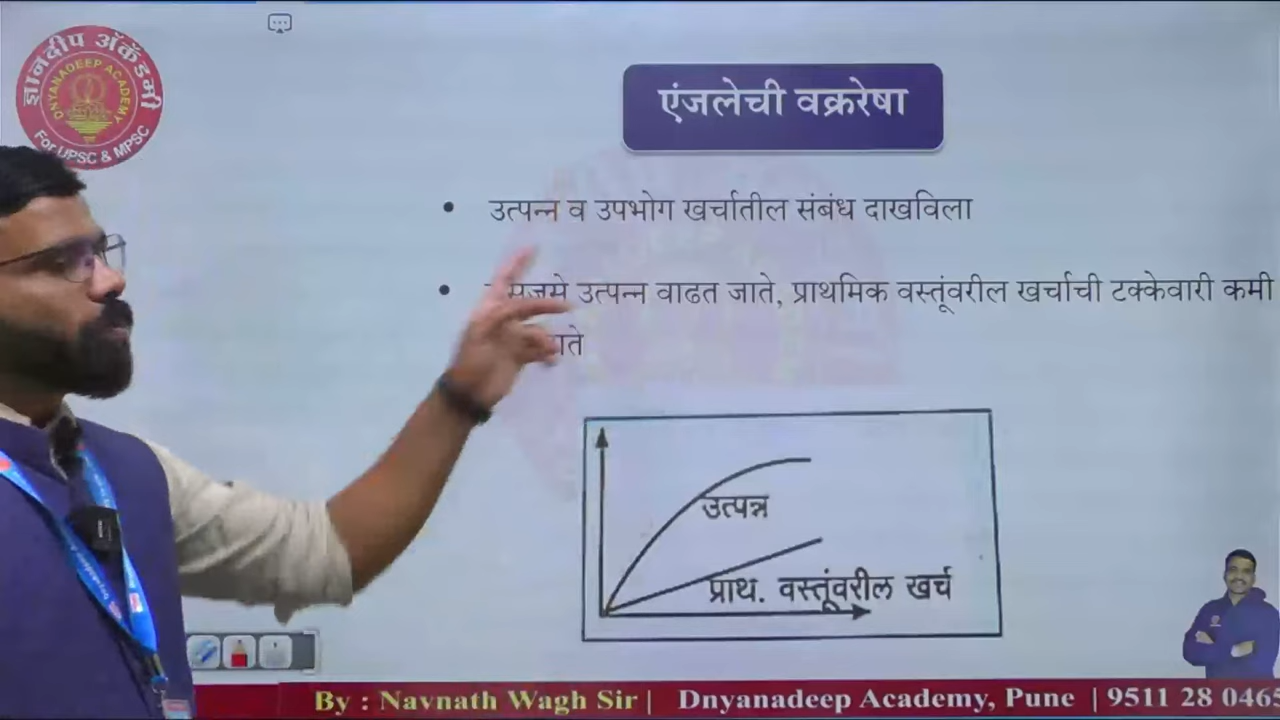 ज्ञानदीप ॲकॅडमी
DNYANADEEP ACADEMY
For UPSC & MPSC
एंजलेची वक्ररेषा
• उत्पन्न व उपभोग खर्चातील संबंध दाखविला
• उत्पन्न वाढत जाते, प्राथमिक वस्तूंवरील खर्चाची टक्केवारी कमी
उत्पन्न
प्राथ. वस्तूंवरील खर्च
By : Navnath Wagh Sir | Dnyanadeep Academy, Pune | 9511 28 0465